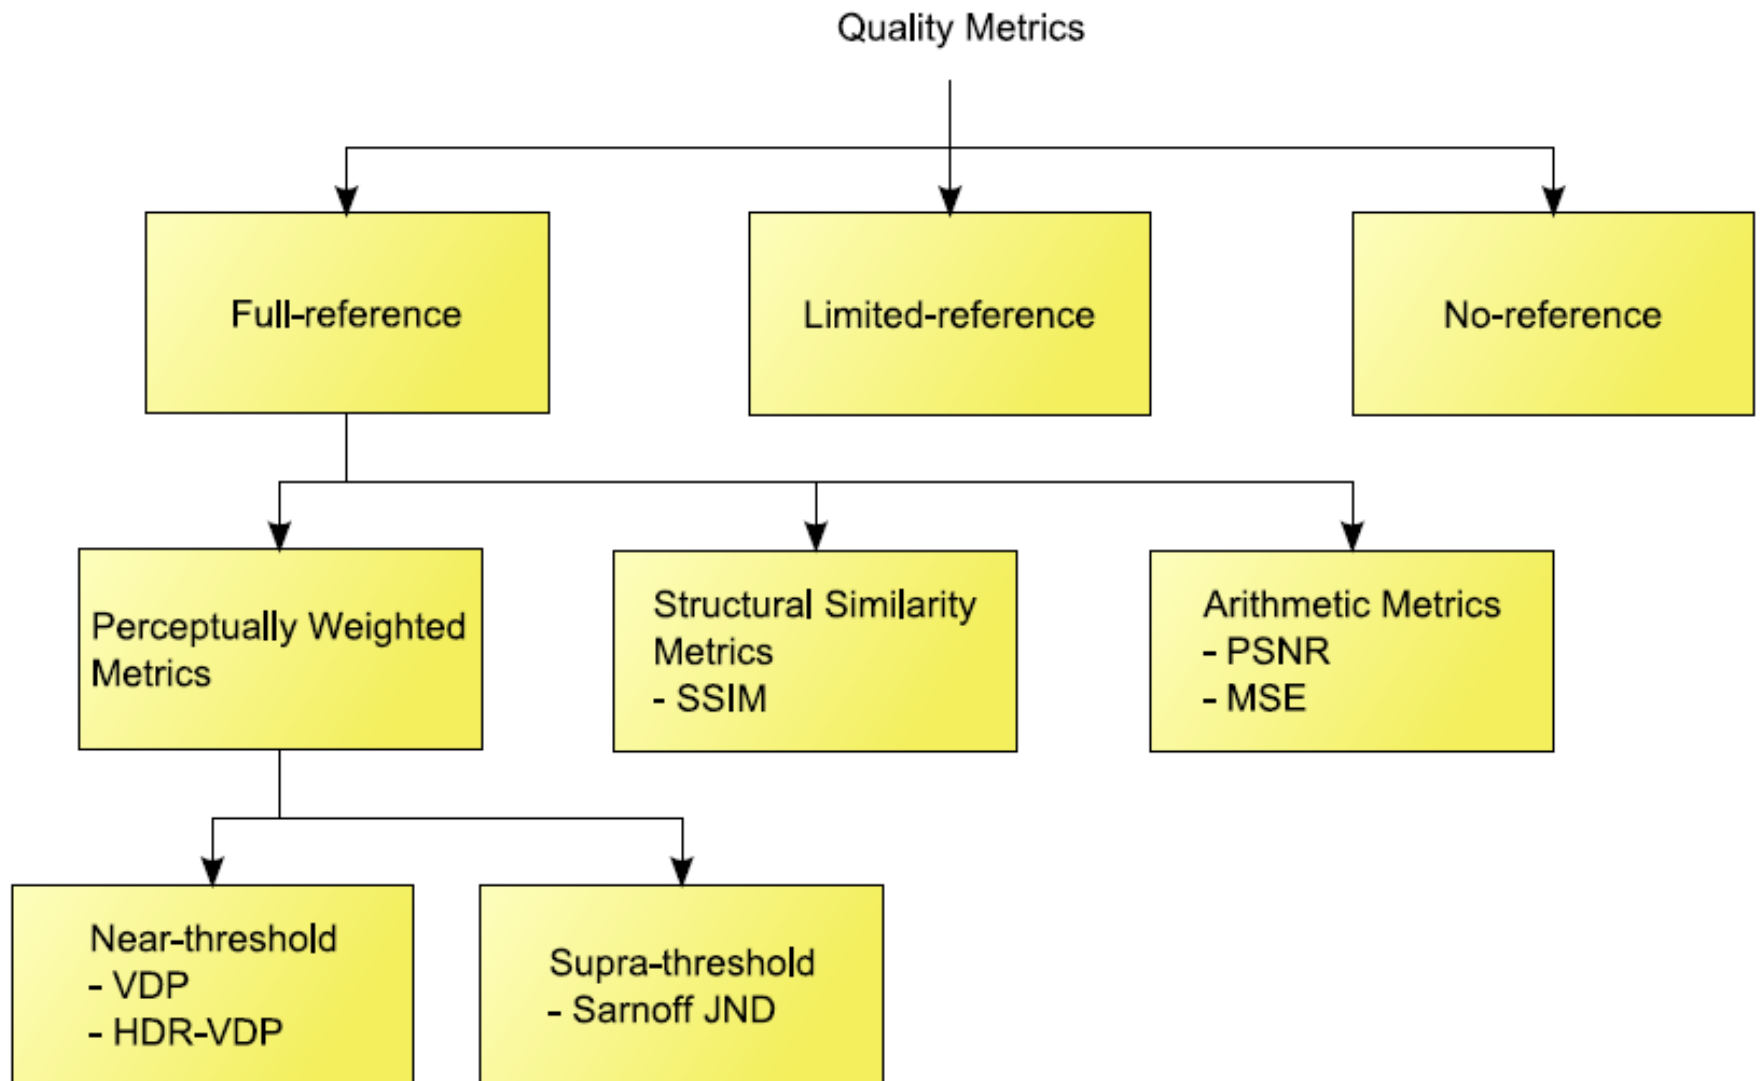 Quality Metrics
Full-reference
Limited-reference
No-reference
Perceptually Weighted
Metrics
Structural Similarity
Metrics
- SSIM
Arithmetic Metrics
- PSNR
- MSE
Near-threshold
- VDP
- HDR-VDP
Supra-threshold
- Sarnoff JND